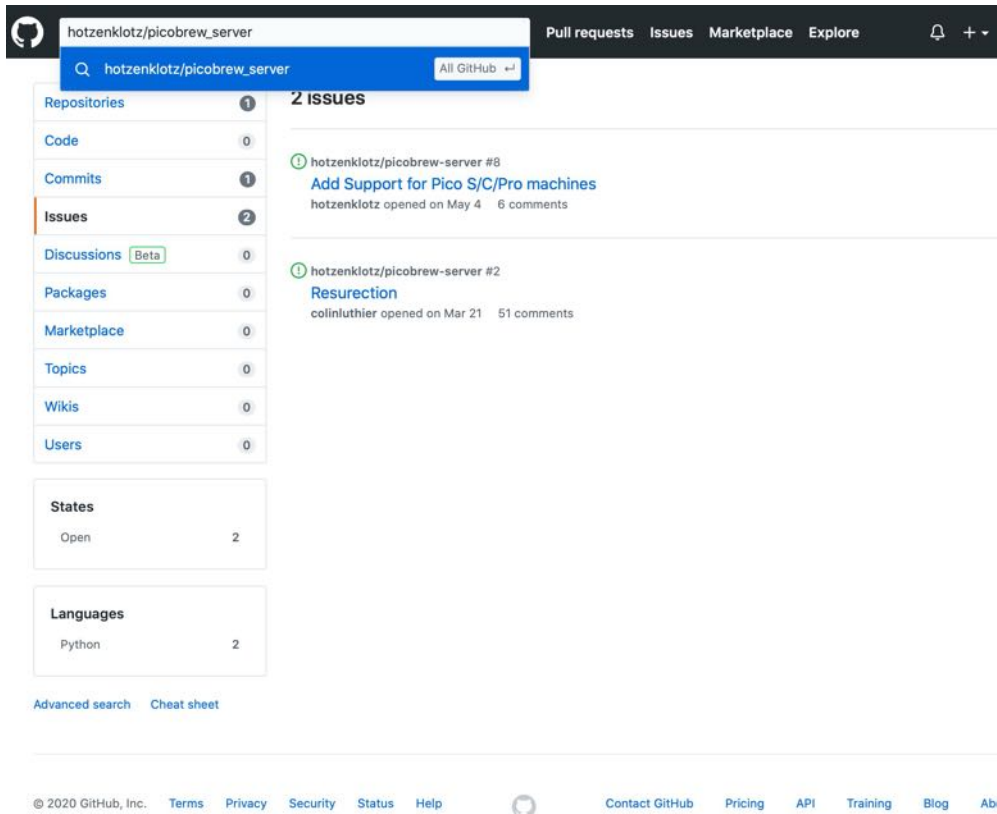 hotzenklotz/picobrew_server
Pull requests Issues Marketplace Explore
hotzenklotz/picobrew_server All GitHub ↵
Repositories 1
Code 0
Commits 1
Issues 2
Discussions Beta 0
Packages 0
Marketplace 0
Topics 0
Wikis 0
Users 0
2 issues
hotzenklotz/picobrew-server #8
Add Support for Pico S/C/Pro machines
hotzenklotz opened on May 4 6 comments
hotzenklotz/picobrew-server #2
Resurection
colinluthier opened on Mar 21 51 comments
States
Open 2
Languages
Python 2
Advanced search Cheat sheet
© 2020 GitHub, Inc. Terms Privacy Security Status Help Contact GitHub Pricing API Training Blog Ab